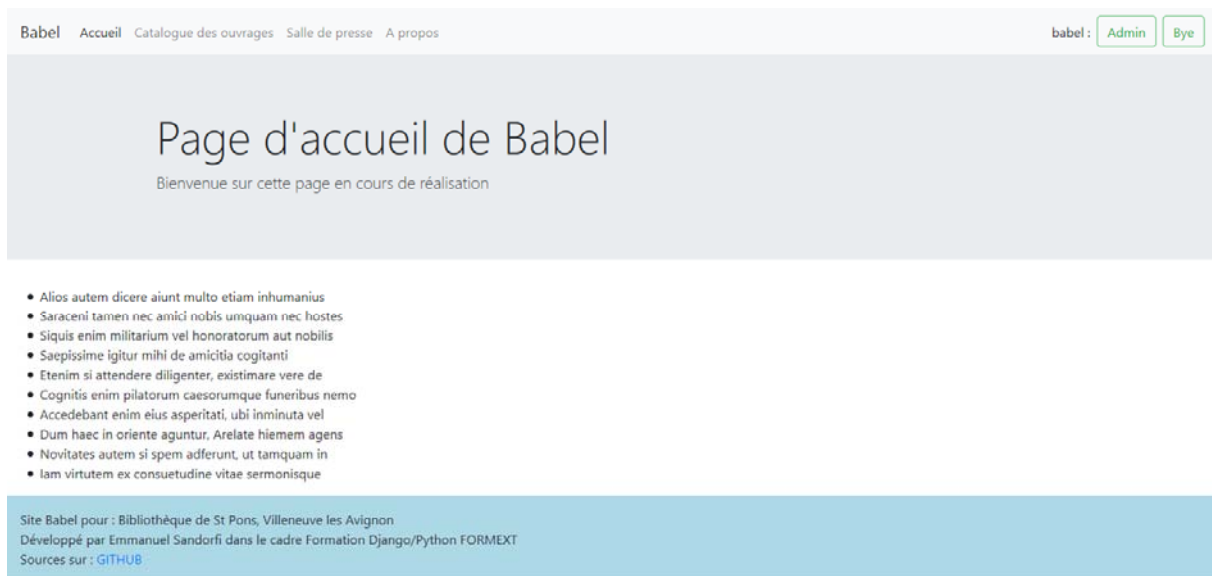 Babel Accueil Catalogue des ouvrages Salle de presse A propos babel : Admin Bye
Page d'accueil de Babel
Bienvenue sur cette page en cours de réalisation
Alios autem dicere aiunt multo etiam inhumanius
Saraceni tamen nec amici nobis umquam nec hostes
Siquis enim militarium vel honoratorum aut nobilis
Saepissime igitur mihi de amicitia cogitanti
Etenim si attendere diligenter, existimare vere de
Cognitis enim pilatorum caesorumque funeribus nemo
Accedebant enim eius asperitati, ubi inminuta vel
Dum haec in oriente aguntur, Arelate hiemem agens
Novitates autem si spem adferunt, ut tamquam in
Iam virtutem ex consuetudine vitae sermonisque
Site Babel pour : Bibliothèque de St Pons, Villeneuve les Avignon
Développé par Emmanuel Sandorfi dans le cadre Formation Django/Python FORMEXT
Sources sur : GITHUB